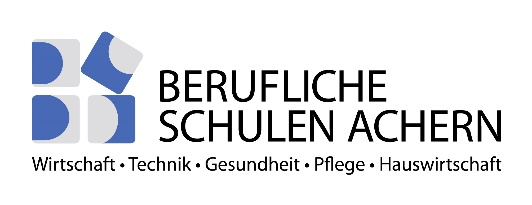 BERUFLICHE
SCHULEN ACHERN
Wirtschaft • Technik • Gesundheit • Pflege • Hauswirtschaft